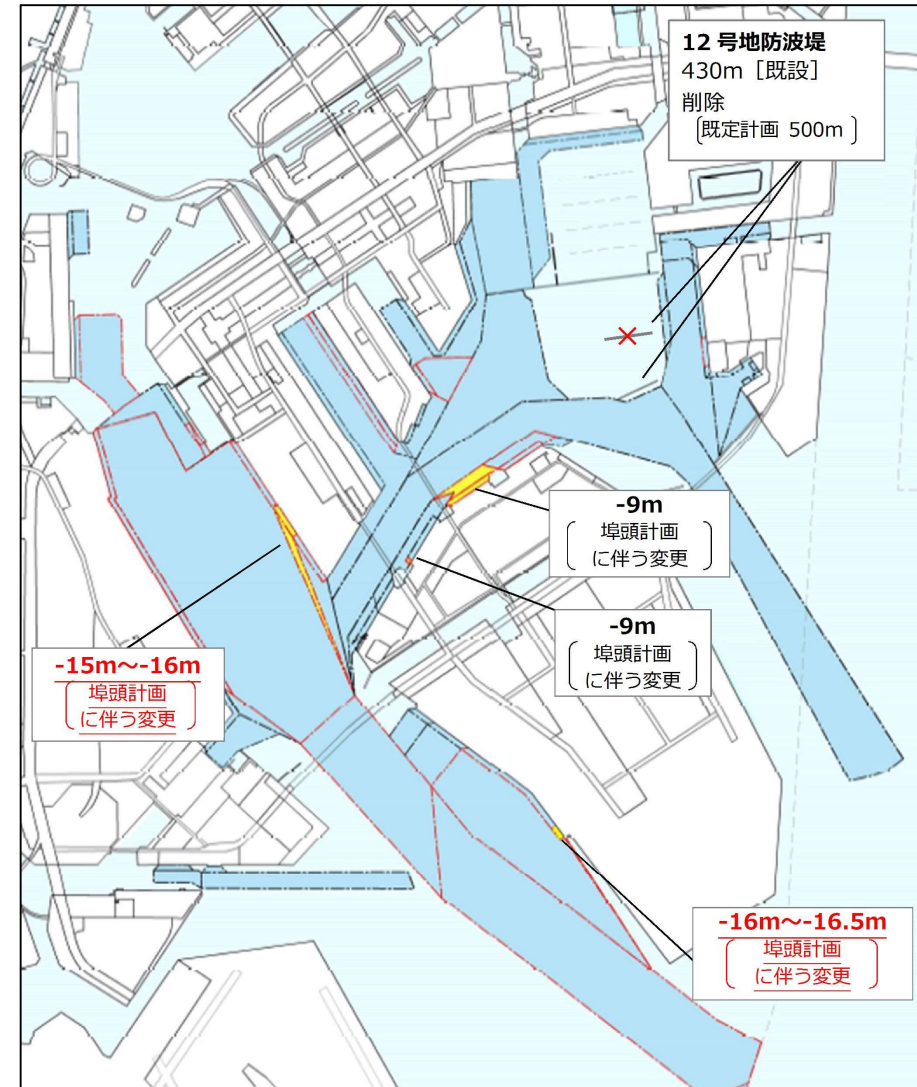 12 号地防波堤
430m［既設］
削除
〔既定計画 500m〕
-9m
〔埠頭計画
に伴う変更〕
-9m
〔埠頭計画
に伴う変更〕
-15m～-16m
〔埠頭計画
に伴う変更〕
-16m～-16.5m
〔埠頭計画
に伴う変更〕